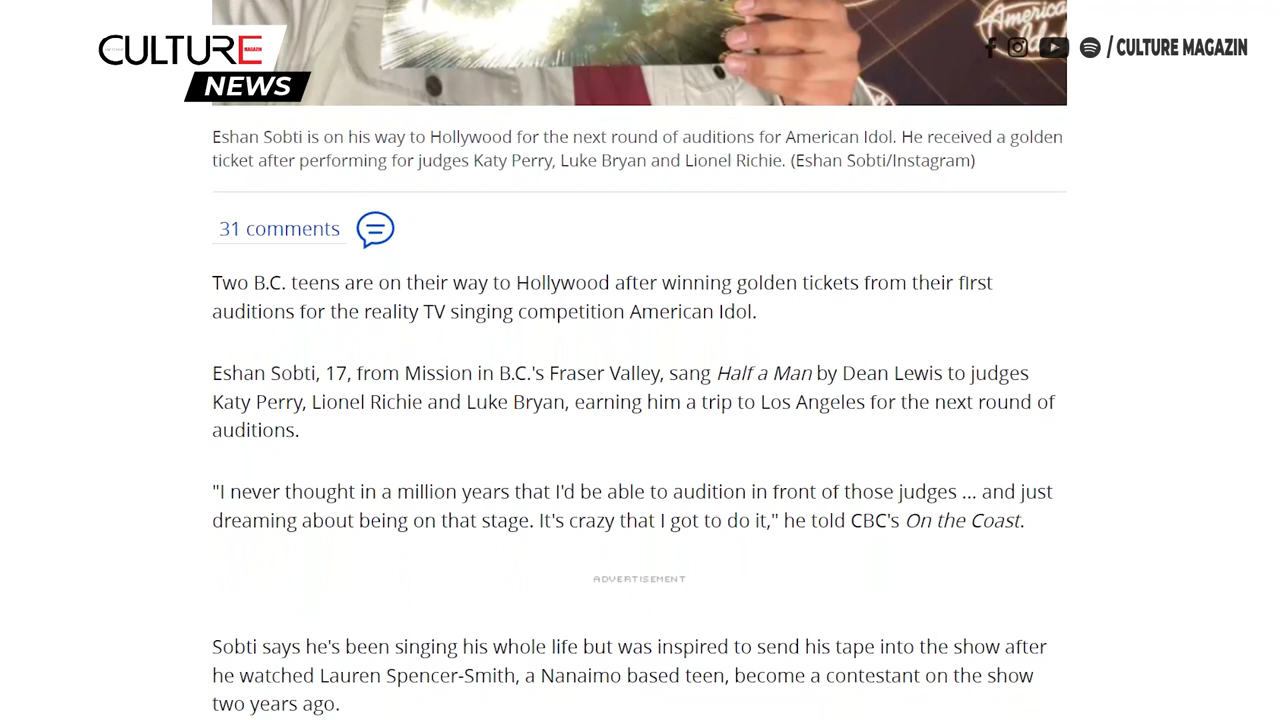 CULTURE
MAGAZIN
NEWS
American
/ CULTURE MAGAZIN
Eshan Sobti is on his way to Hollywood for the next round of auditions for American Idol. He received a golden
ticket after performing for judges Katy Perry, Luke Bryan and Lionel Richie. (Eshan Sobti/Instagram)
31 comments
Two B.C. teens are on their way to Hollywood after winning golden tickets from their first
auditions for the reality TV singing competition American Idol.
Eshan Sobti, 17, from Mission in B.C.'s Fraser Valley, sang Half a Man by Dean Lewis to judges
Katy Perry, Lionel Richie and Luke Bryan, earning him a trip to Los Angeles for the next round of
auditions.
"I never thought in a million years that I'd be able to audition in front of those judges ... and just
dreaming about being on that stage. It's crazy that I got to do it," he told CBC's On the Coast.
ADVERTISEMENT
Sobti says he's been singing his whole life but was inspired to send his tape into the show after
he watched Lauren Spencer-Smith, a Nanaimo based teen, become a contestant on the show
two years ago.